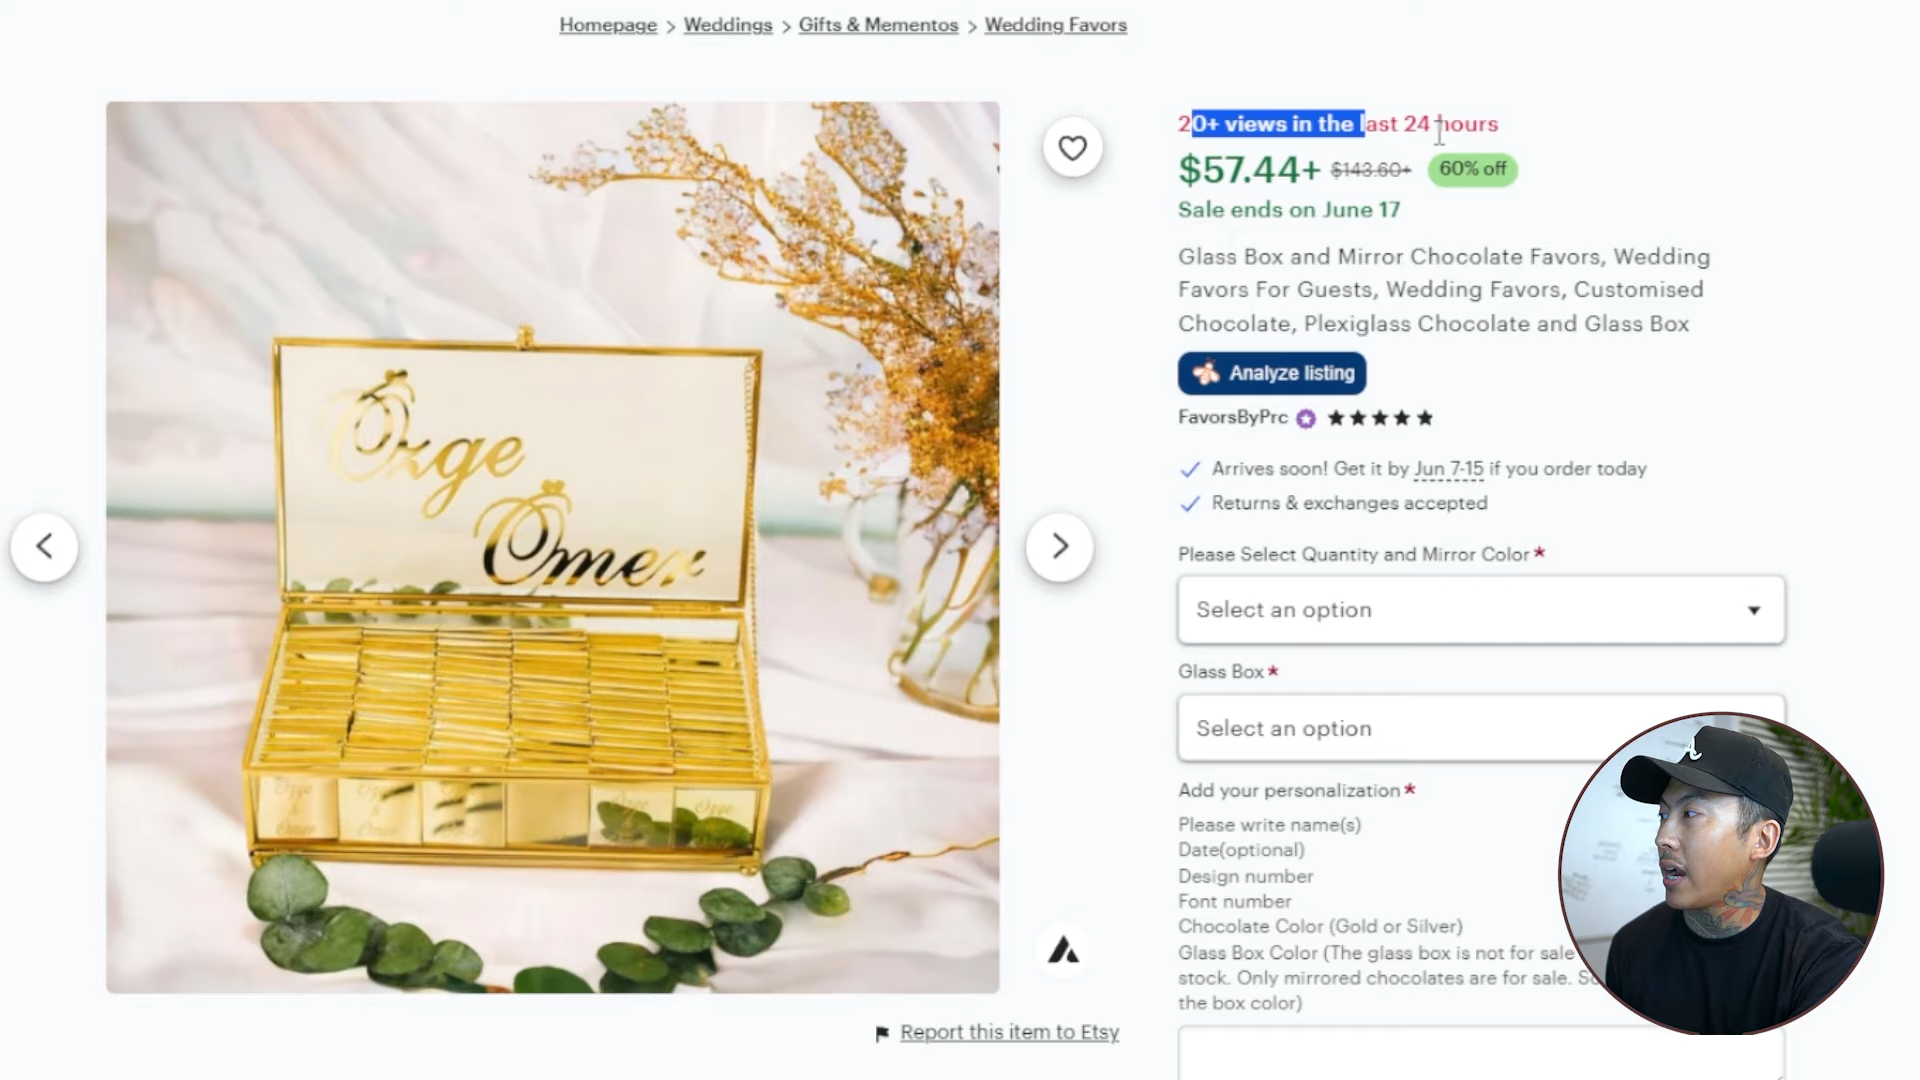 Homepage > Weddings > Gifts & Mementos > Wedding Favors
20+ views in the last 24 hours
$57.44+ $143.60+ 60% off
Sale ends on June 17
Glass Box and Mirror Chocolate Favors, Wedding
Favors For Guests, Wedding Favors, Customised
Chocolate, Plexiglass Chocolate and Glass Box
Analyze listing
FavorsByPrc
Arrives soon! Get it by Jun 7-15 if you order today
Returns & exchanges accepted
Please Select Quantity and Mirror Color*
Select an option
Glass Box*
Select an option
Add your personalization*
Please write name(s)
Date(optional)
Design number
Font number
Chocolate Color (Gold or Silver)
Glass Box Color (The glass box is not for sale
stock. Only mirrored chocolates are for sale.
the box color)
Özge
Ömer
Report this item to Etsy
A